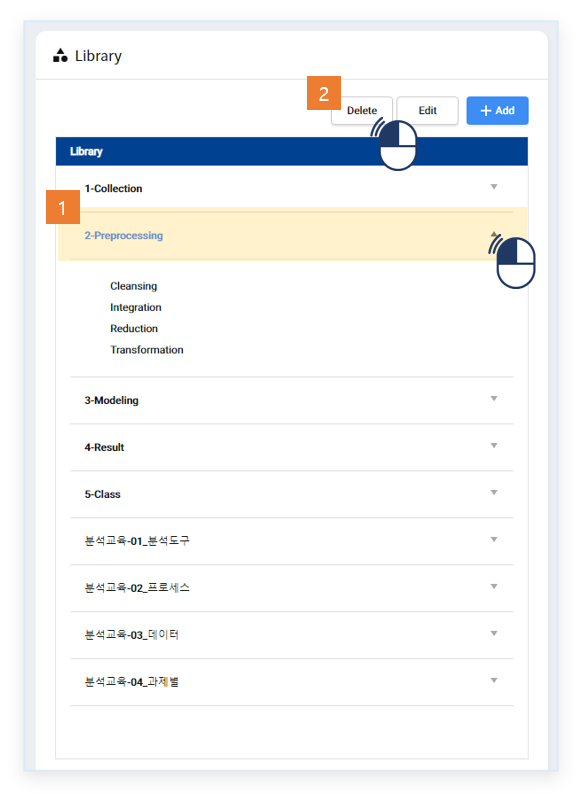 Library
2
Delete
Edit
+ Add
Library
1-Collection
1
2-Preprocessing
Cleansing
Integration
Reduction
Transformation
3-Modeling
4-Result
5-Class
분석교육-01_분석도구
분석교육-02_프로세스
분석교육-03_데이터
분석교육-04_과제별